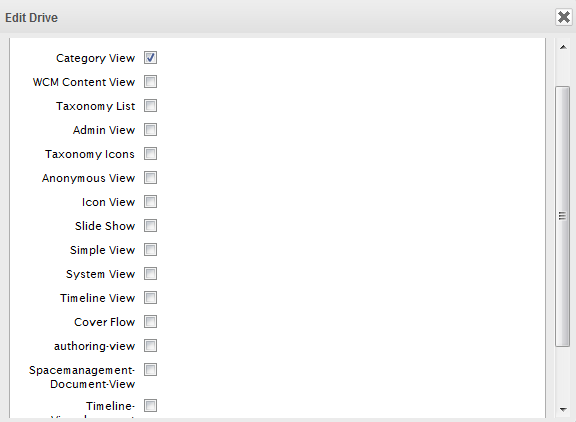 Edit Drive
Category View
WCM Content View
Taxonomy List
Admin View
Taxonomy Icons
Anonymous View
Icon View
Slide Show
Simple View
System View
Timeline View
Cover Flow
authoring-view
Spacemanagement-
Document-View
Timeline-